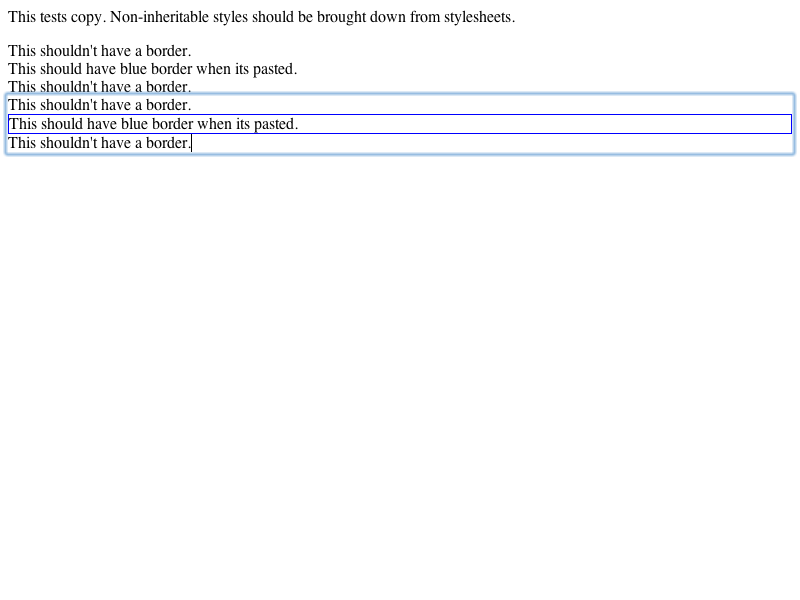 This tests copy. Non-inheritable styles should be brought down from stylesheets.
This shouldn't have a border.
This should have blue border when its pasted.
This shouldn't have a border.
This shouldn't have a border.
This should have blue border when its pasted.
This shouldn't have a border.